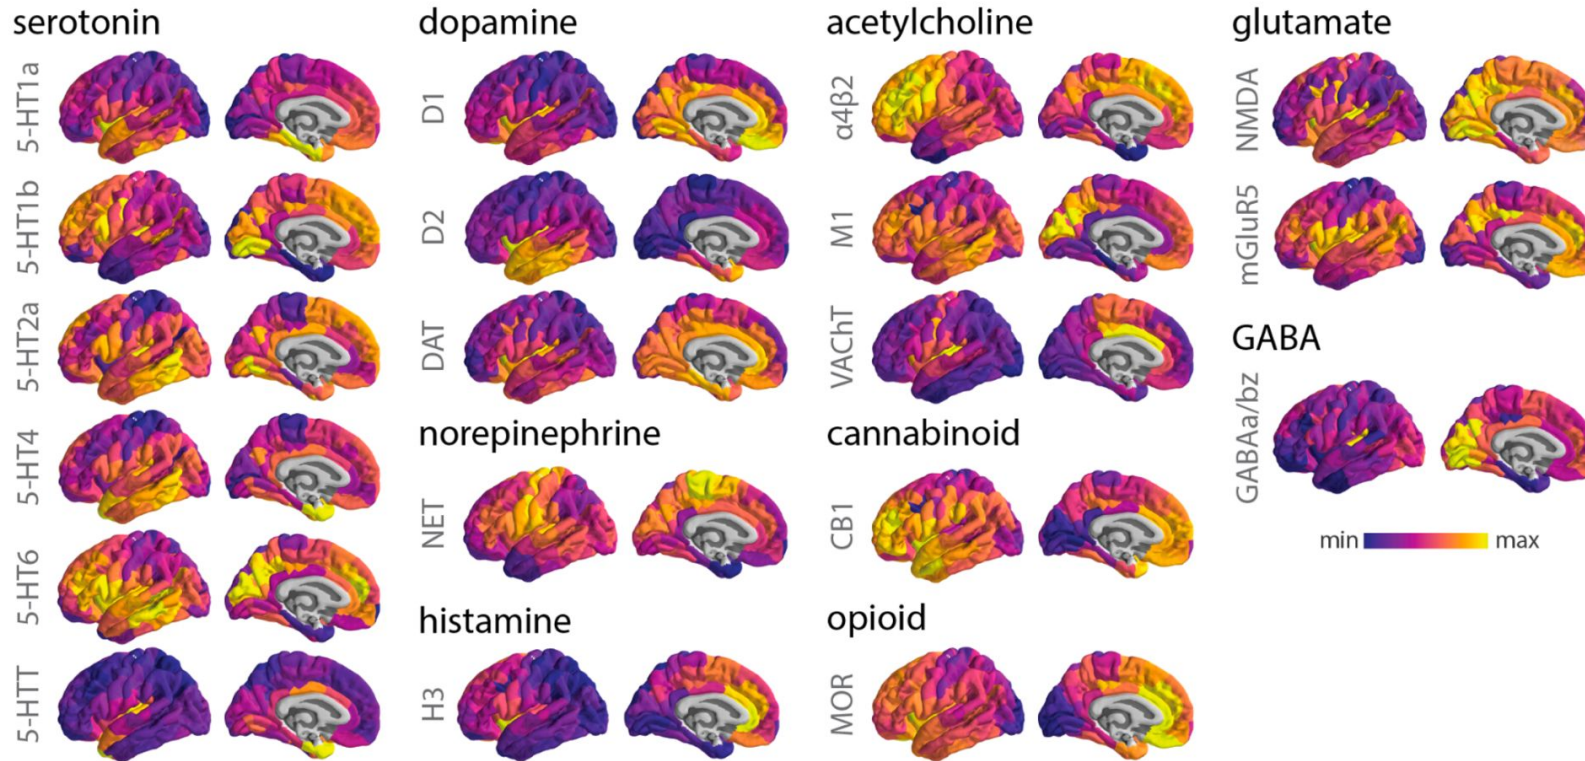 serotonin
5-HT1a
5-HT1b
5-HT2a
5-HT4
5-HT6
5-HTT
dopamine
D1
D2
DAT
norepinephrine
NET
histamine
H3
acetylcholine
α4β2
M1
VAChT
cannabinoid
CB1
opioid
MOR
glutamate
NMDA
mGluR5
GABA
GABAa/bz
min max